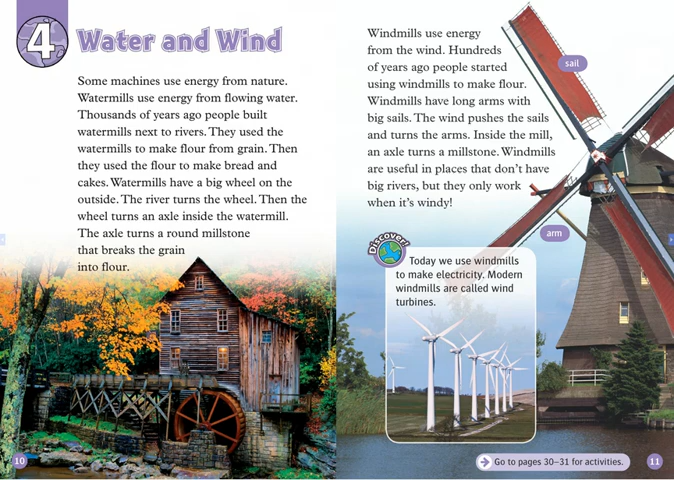 4 Water and Wind
Some machines use energy from nature.
Watermills use energy from flowing water.
Thousands of years ago people built
watermills next to rivers. They used the
watermills to make flour from grain. Then
they used the flour to make bread and
cakes. Watermills have a big wheel on the
outside. The river turns the wheel. Then the
wheel turns an axle inside the watermill.
The axle turns a round millstone
that breaks the grain
into flour.
10
Windmills use energy
from the wind. Hundreds
of years ago people started
using windmills to make flour.
Windmills have long arms with
big sails. The wind pushes the sails
and turns the arms. Inside the mill,
an axle turns a millstone. Windmills
are useful in places that don't have
big rivers, but they only work
when it's windy!
sail
arm
Discover!
Today we use windmills
to make electricity. Modern
windmills are called wind
turbines.
Go to pages 30–31 for activities.
11